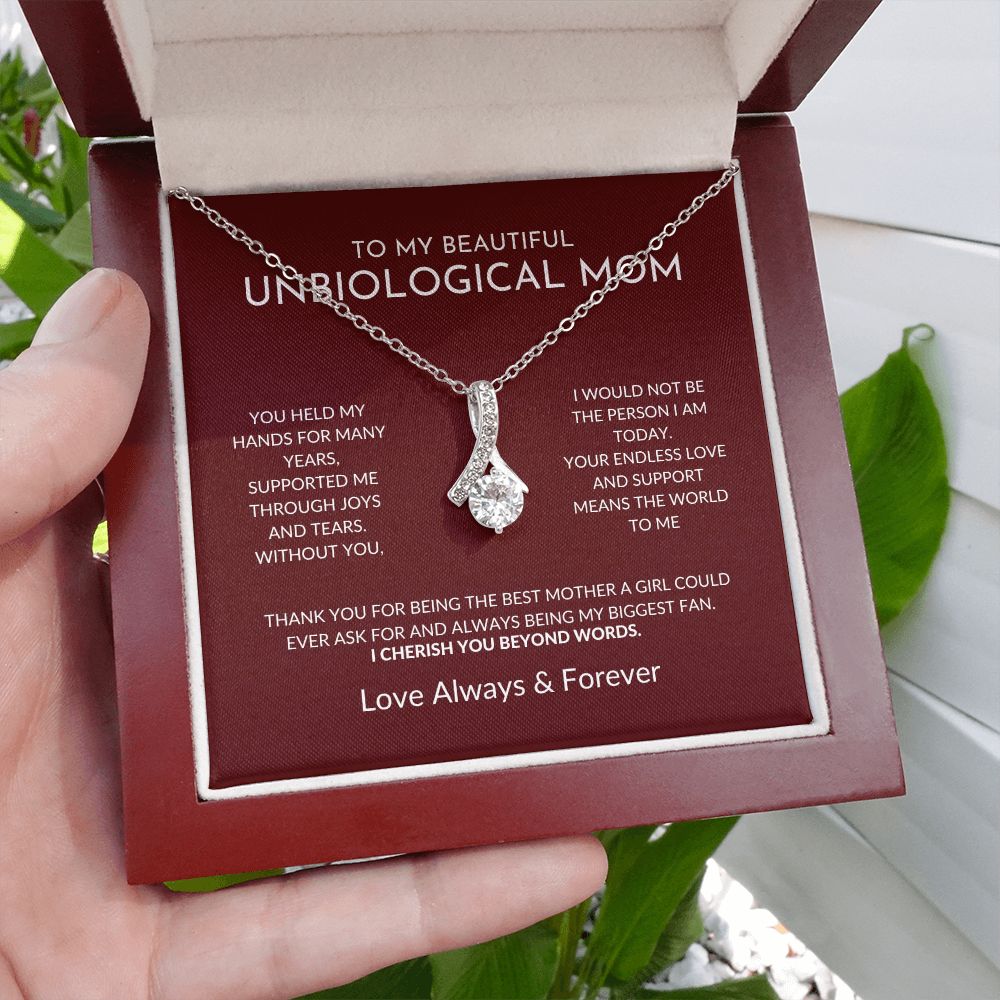 TO MY BEAUTIFUL
UNBIOLOGICAL MOM
YOU HELD MY
HANDS FOR MANY
YEARS,
SUPPORTED ME
THROUGH JOYS
AND TEARS.
WITHOUT YOU,
I WOULD NOT BE
THE PERSON I AM
TODAY.
YOUR ENDLESS LOVE
AND SUPPORT
MEANS THE WORLD
TO ME
THANK YOU FOR BEING THE BEST MOTHER A GIRL COULD
EVER ASK FOR AND ALWAYS BEING MY BIGGEST FAN.
I CHERISH YOU BEYOND WORDS.
Love Always & Forever